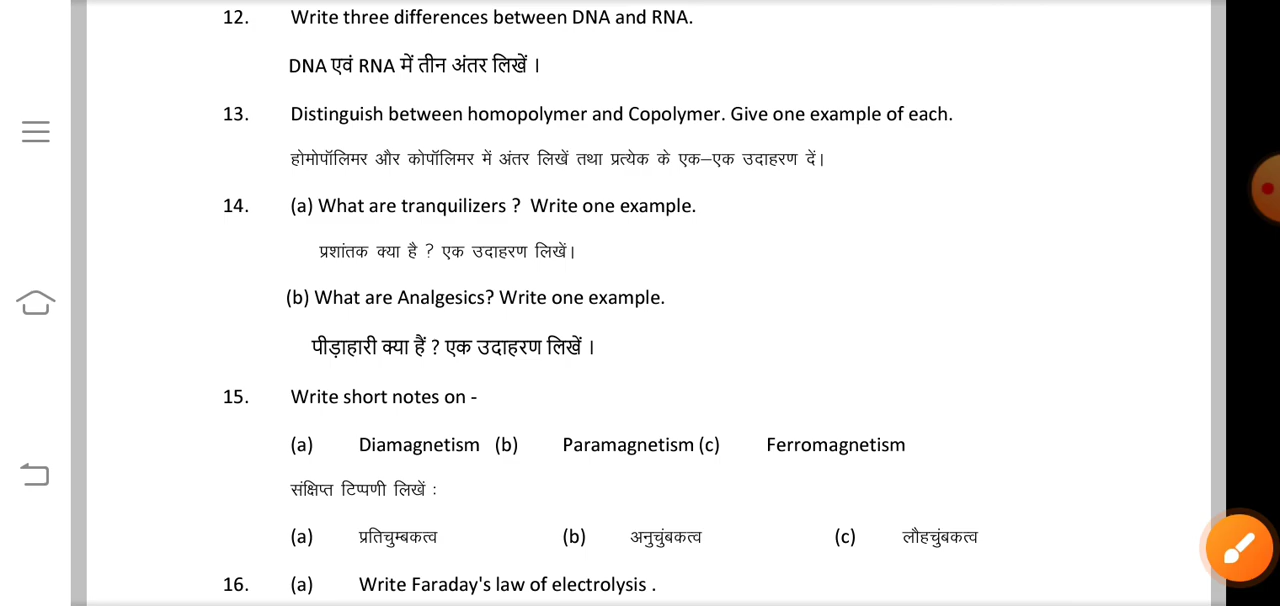 12. Write three differences between DNA and RNA.
DNA एवं RNA में तीन अंतर लिखें ।
13. Distinguish between homopolymer and Copolymer. Give one example of each.
होमोपॉलिमर और कोपॉलिमर में अंतर लिखें तथा प्रत्येक के एक–एक उदाहरण दें।
14. (a) What are tranquilizers ? Write one example.
प्रशांतक क्या है ? एक उदाहरण लिखें।
(b) What are Analgesics? Write one example.
पीड़ाहारी क्या हैं ? एक उदाहरण लिखें ।
15. Write short notes on -
(a) Diamagnetism (b) Paramagnetism (c) Ferromagnetism
संक्षिप्त टिप्पणी लिखें :
(a) प्रतिचुम्बकत्व (b) अनुचुंबकत्व (c) लौहचुंबकत्व
16. (a) Write Faraday's law of electrolysis .